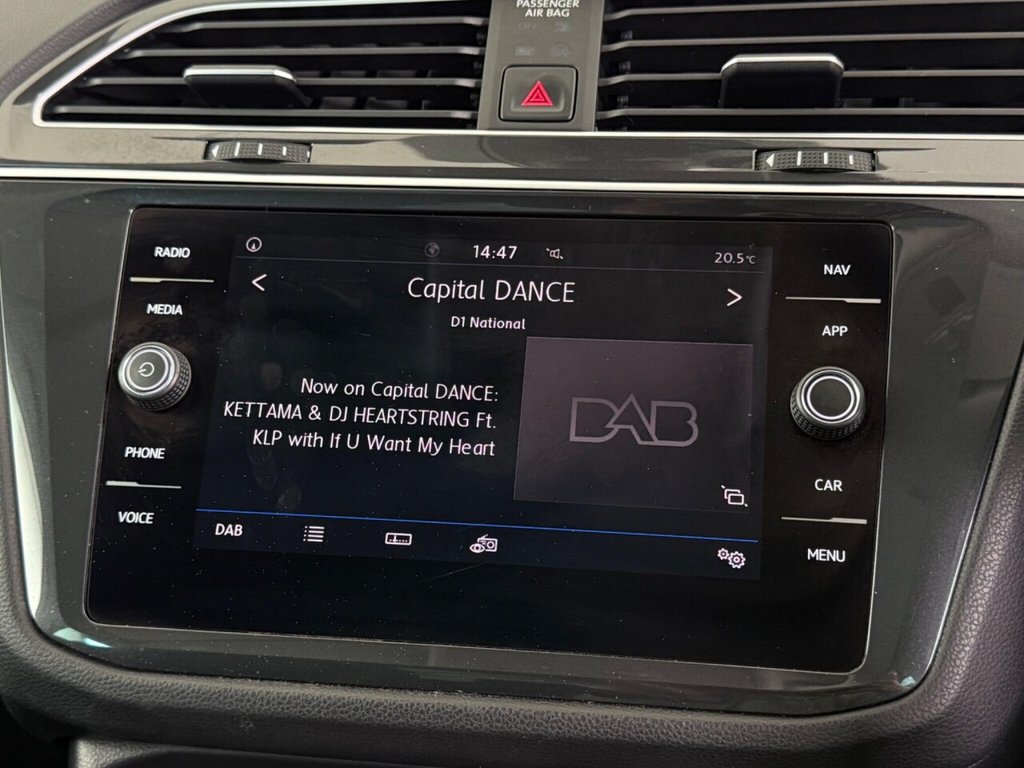 PASSENGER
AIR BAG
RADIO
MEDIA
PHONE
VOICE
14:47
20.5°C
Capital DANCE
D1 National
Now on Capital DANCE:
KETTAMA & DJ HEARTSTRING Ft.
KLP with If U Want My Heart
DAB
DAB
NAV
APP
CAR
MENU